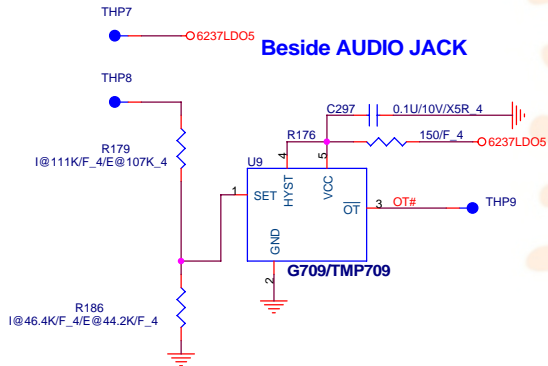 THP7
6237LDO5
Beside AUDIO JACK
THP8
C297
0.1U/10V/X5R_4
R179
I@111K/F_4/E@107K_4
R176
150/F_4
6237LDO5
U9
4
5
1
SET
HYST
VCC
OT
3
OT#
THP9
GND
2
G709/TMP709
R186
I@46.4K/F_4/E@44.2K/F_4